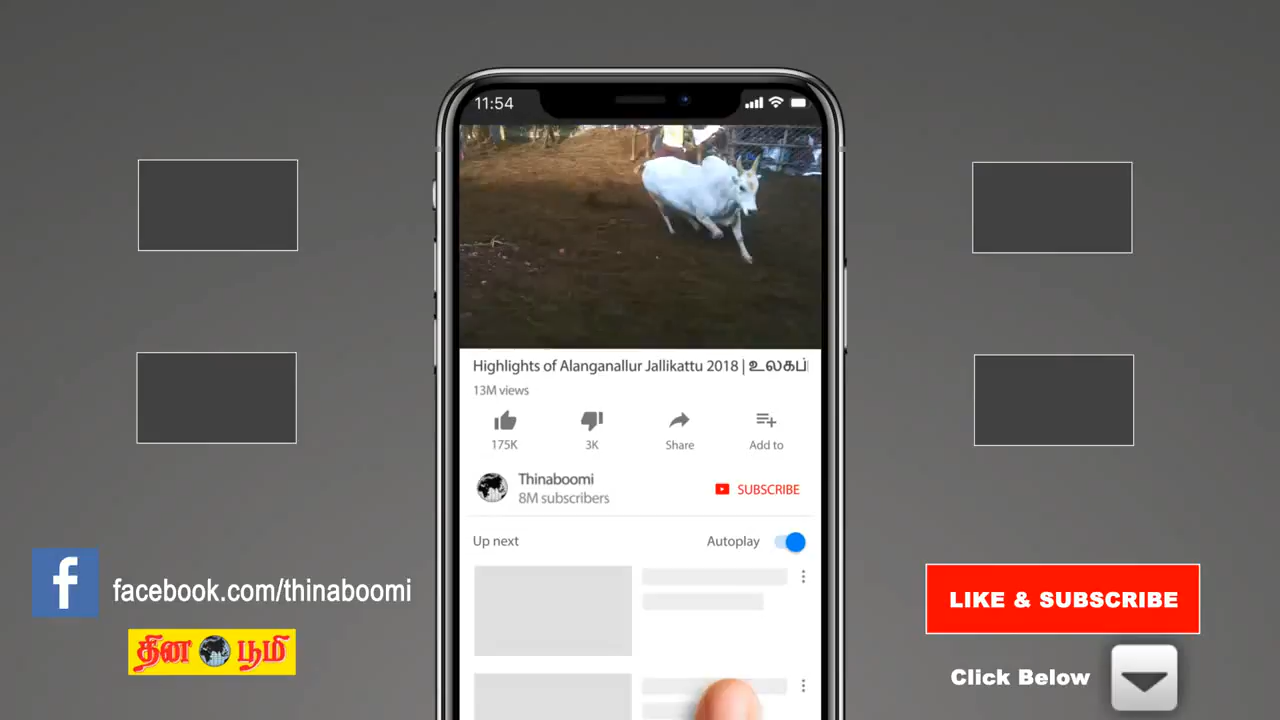 11:54
Highlights of Alanganallur Jallikattu 2018 | உலகப்
13M views
175K
3K
Share
Add to
Thinaboomi
8M subscribers
SUBSCRIBE
Up next
Autoplay
facebook.com/thinaboomi
தின பூமி
LIKE & SUBSCRIBE
Click Below